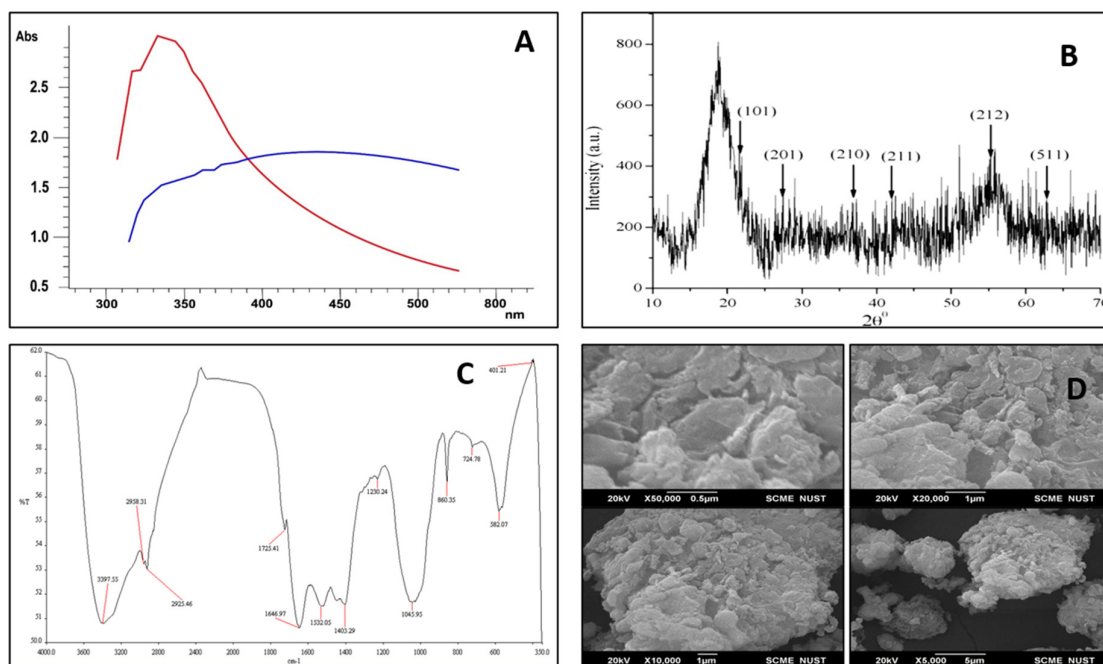 A
Abs
2.5
2.0
1.5
1.0
0.5
300 350 400 450 500 800
nm
B
Intensity (a.u.)
800
600
400
200
0
(101)
(201)
(210)
(211)
(212)
(511)
10 20 30 40 50 60 70
2θ⁰
C
%T
62.0
61
60
59
58
57
56
55
54
53
52
51
50.0
3397.55
2958.31
2925.46
1725.41
1646.97
1532.05
1403.29
1230.24
1045.95
860.35
724.78
582.07
401.21
4000 3600 3200 2800 2400 2000 1800 1600 1400 1200 1000 800 600 350.0
cm-1
D
20kV X50,000 0.5µm SCME NUST
20kV X20,000 1µm SCME NUST
20kV X10,000 1µm SCME NUST
20kV X5,000 5µm SCME NUST